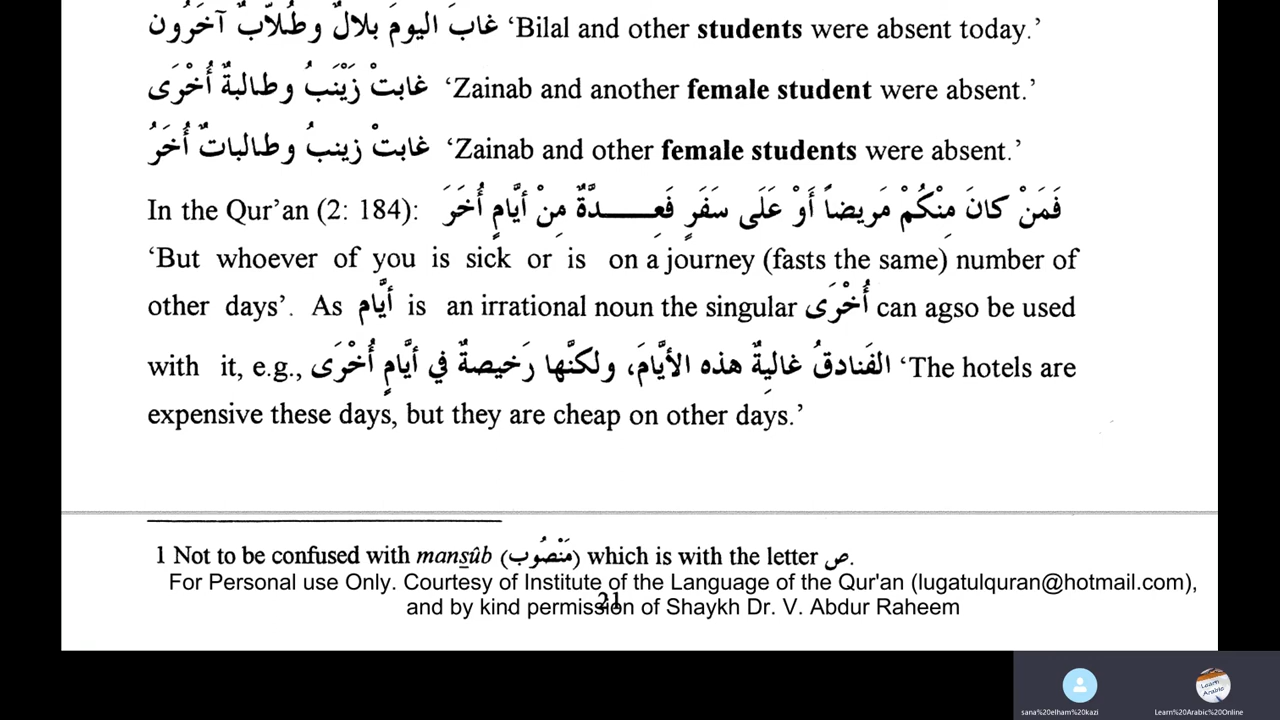 غابَ اليومَ بلالٌ وطُلاَّبٌ آخَرُون ‘Bilal and other students were absent today.’
غابتْ زَيْنَبُ وطالبةٌ أُخْرَى ‘Zainab and another female student were absent.’
غابتْ زينبُ وطالباتٌ أُخَرُ ‘Zainab and other female students were absent.’
In the Qur’an (2: 184): فَمَنْ كانَ مِنْكُمْ مَريضاً أَوْ عَلَى سَفَرٍ فَعِـــــدَّةٌ مِنْ أيَّامٍ أُخَرَ
‘But whoever of you is sick or is on a journey (fasts the same) number of
other days’. As أيَّام is an irrational noun the singular أُخْرَى can agso be used
with it, e.g., الفَنادقُ غاليةٌ هذه الأيَّامَ، ولكنَّها رَخيصةٌ في أيَّامٍ أُخْرَى ‘The hotels are
expensive these days, but they are cheap on other days.’
1 Not to be confused with mansûb (مَنْصُوب) which is with the letter ص.
For Personal use Only. Courtesy of Institute of the Language of the Qur'an (lugatulquran@hotmail.com),
and by kind permission of Shaykh Dr. V. Abdur Raheem
21
sana%20elham%20kazi
Learn%20Arabic%20Online
Learn
Arabic